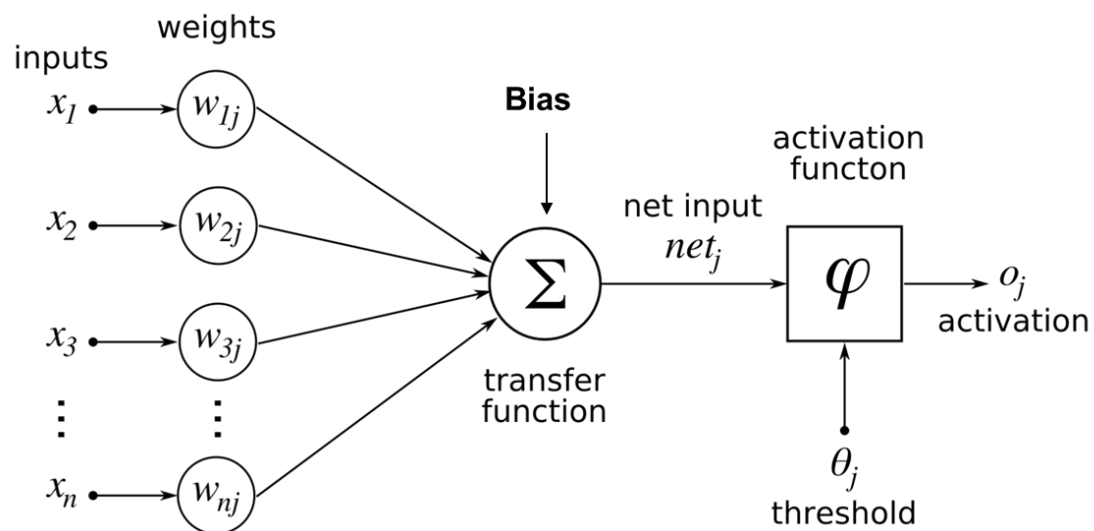 inputs
weights
x1
w1j
x2
w2j
x3
w3j
⋮
⋮
xn
wnj
Bias
Σ
transfer
function
net input
netj
activation
functon
φ
oj
activation
θj
threshold